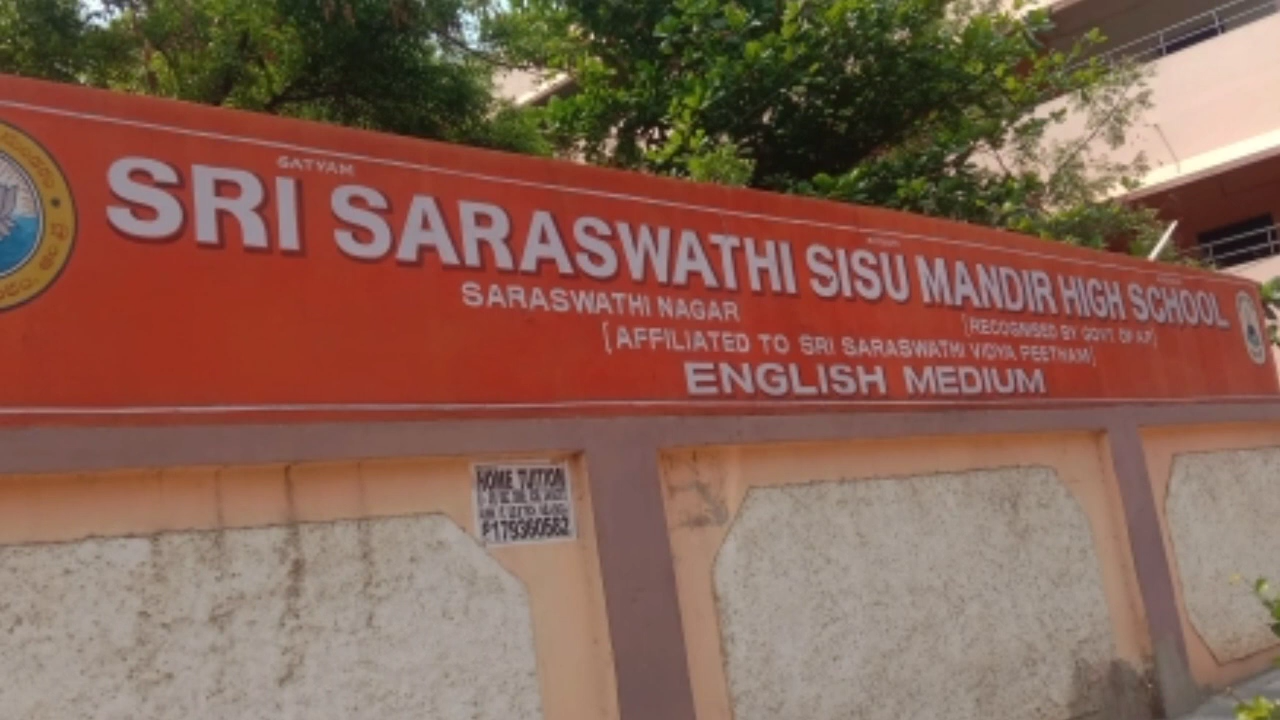 SATYAM
SRI SARASWATHI SISU MANDIR HIGH SCHOOL
SARASWATHI NAGAR
[RECOGNISED BY GOVT. OF A.P]
[AFFILIATED TO SRI SARASWATHI VIDYA PEETHAM]
ENGLISH MEDIUM
HOME TUITION